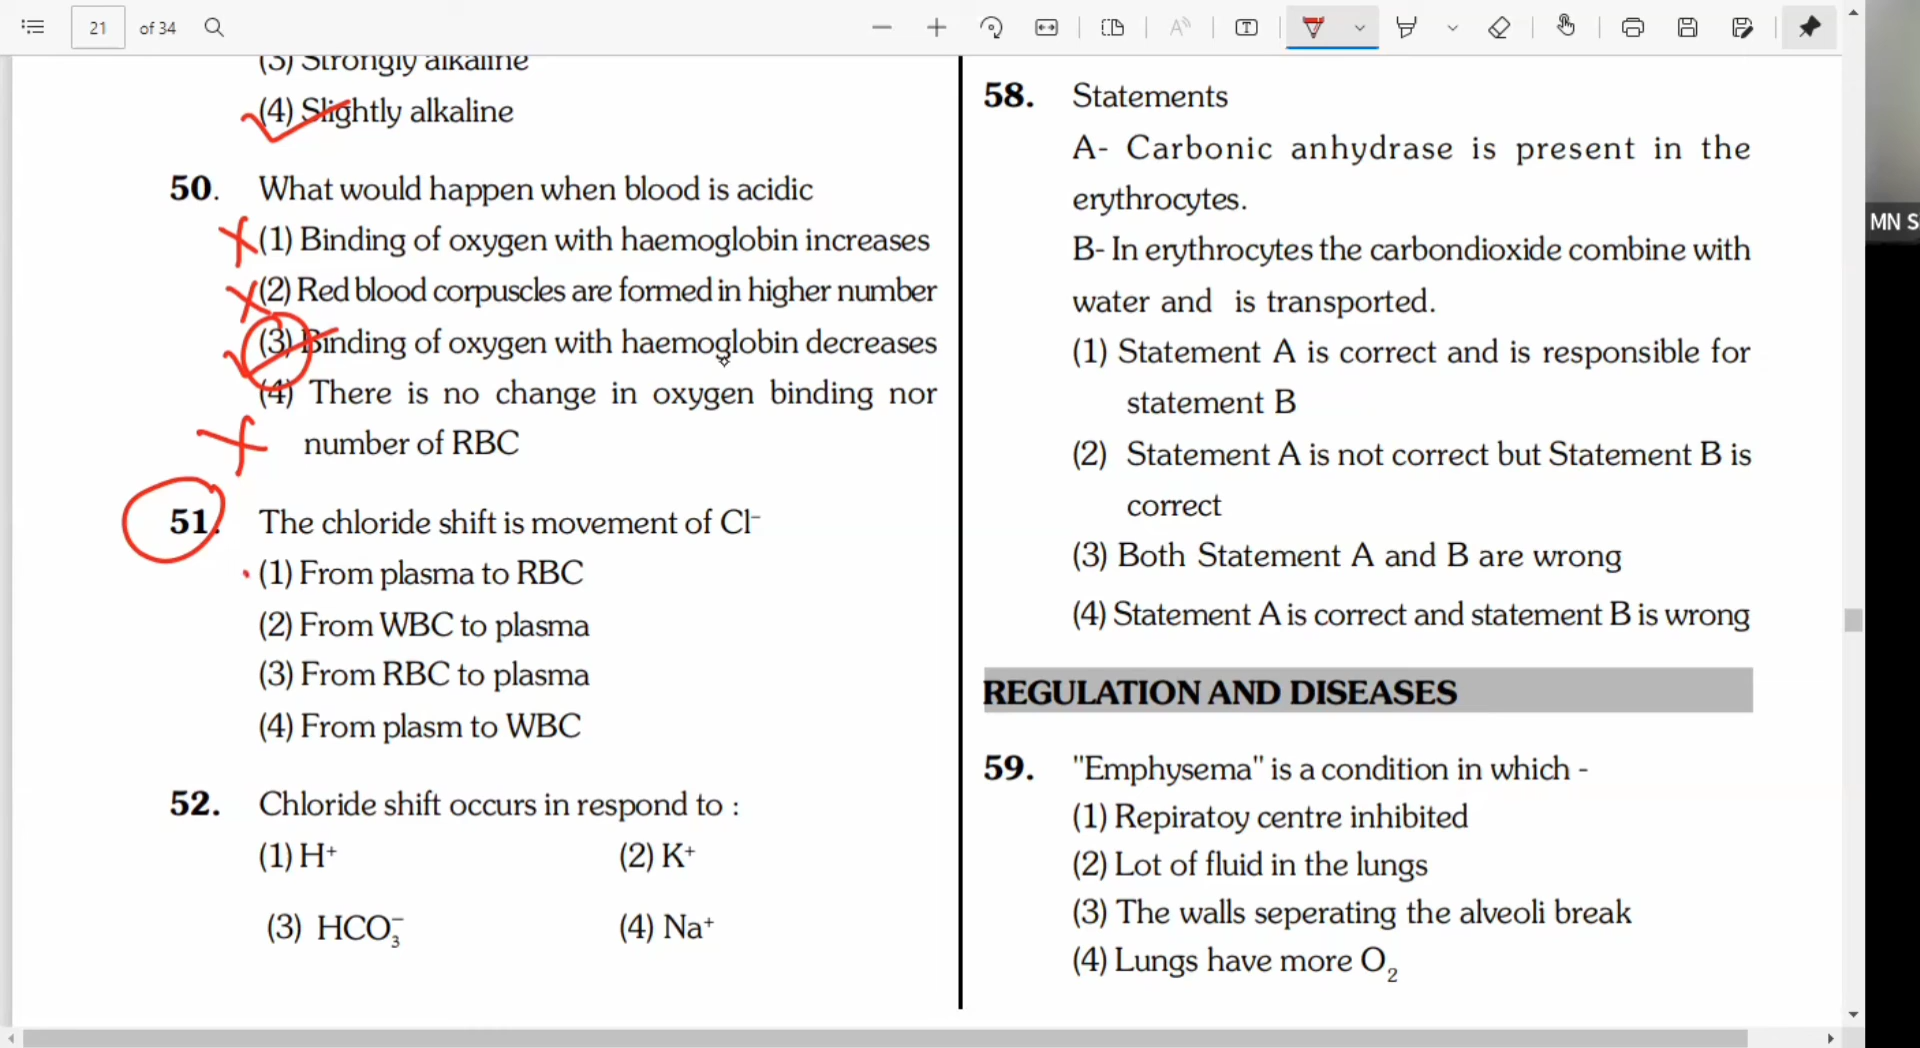 21
of 34
(3) Strongly alkaline
(4) Slightly alkaline
50. What would happen when blood is acidic
(1) Binding of oxygen with haemoglobin increases
(2) Red blood corpuscles are formed in higher number
(3) Binding of oxygen with haemoglobin decreases
(4) There is no change in oxygen binding nor
number of RBC
51. The chloride shift is movement of Cl⁻
(1) From plasma to RBC
(2) From WBC to plasma
(3) From RBC to plasma
(4) From plasm to WBC
52. Chloride shift occurs in respond to :
(1) H⁺ (2) K⁺
(3) HCO₃⁻ (4) Na⁺
58. Statements
A- Carbonic anhydrase is present in the
erythrocytes.
B- In erythrocytes the carbondioxide combine with
water and is transported.
(1) Statement A is correct and is responsible for
statement B
(2) Statement A is not correct but Statement B is
correct
(3) Both Statement A and B are wrong
(4) Statement A is correct and statement B is wrong
REGULATION AND DISEASES
59. "Emphysema" is a condition in which -
(1) Repiratoy centre inhibited
(2) Lot of fluid in the lungs
(3) The walls seperating the alveoli break
(4) Lungs have more O₂
MN S